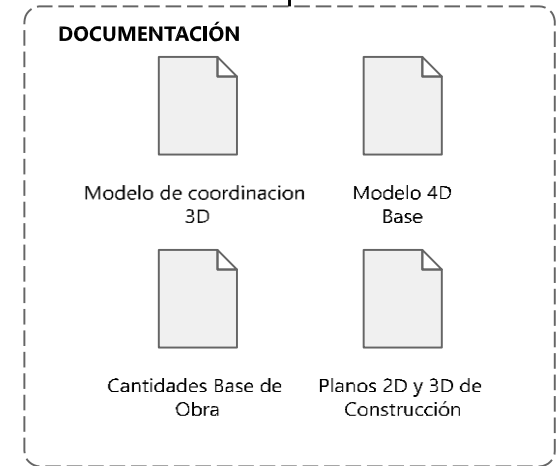 DOCUMENTACIÓN
Modelo de coordinacion
3D
Modelo 4D
Base
Cantidades Base de
Obra
Planos 2D y 3D de
Construcción